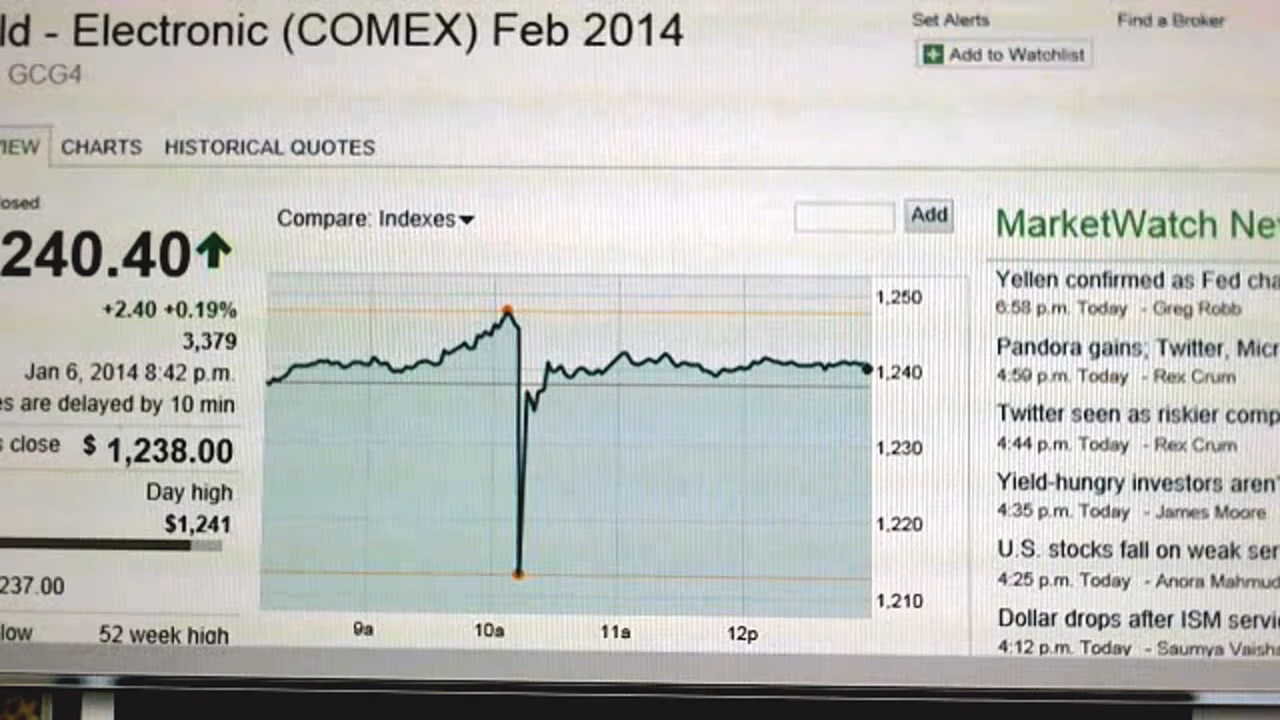 ld - Electronic (COMEX) Feb 2014
GCG4
Set Alerts
Find a Broker
Add to Watchlist
IEW
CHARTS
HISTORICAL QUOTES
losed
240.40
+2.40 +0.19%
3,379
Jan 6, 2014 8:42 p.m.
es are delayed by 10 min
s close $ 1,238.00
Day high
$1,241
237.00
low
52 week high
Compare: Indexes
Add
1,250
1,240
1,230
1,220
1,210
9a
10a
11a
12p
MarketWatch Ne
Yellen confirmed as Fed cha
6:58 p.m. Today - Greg Robb
Pandora gains; Twitter, Micr
4:59 p.m. Today - Rex Crum
Twitter seen as riskier comp
4:44 p.m. Today - Rex Crum
Yield-hungry investors aren'
4:35 p.m. Today - James Moore
U.S. stocks fall on weak ser
4:25 p.m. Today - Anora Mahmud
Dollar drops after ISM servi
4:12 p.m. Today - Saumya Vaish